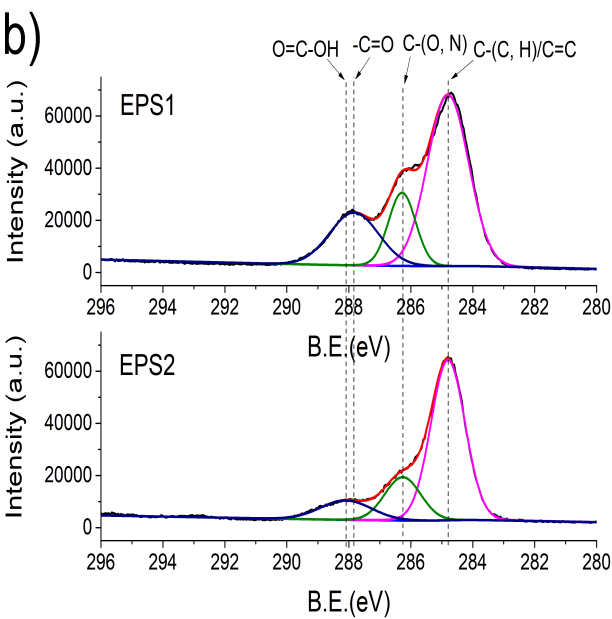 b)
O=C-OH -C=O C-(O, N) C-(C, H)/C=C
EPS1
Intensity (a.u.)
60000
40000
20000
0
296 294 292 290 288 286 284 282 280
B.E.(eV)
EPS2
Intensity (a.u.)
60000
40000
20000
0
296 294 292 290 288 286 284 282 280
B.E.(eV)